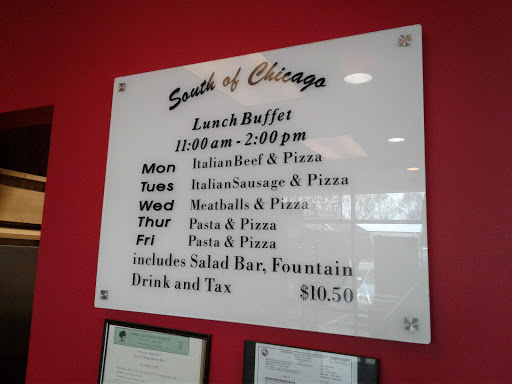 South of Chicago
Lunch Buffet
11:00 am - 2:00 pm
Mon ItalianBeef & Pizza
Tues ItalianSausage & Pizza
Wed Meatballs & Pizza
Thur Pasta & Pizza
Fri Pasta & Pizza
includes Salad Bar, Fountain
Drink and Tax $10.50